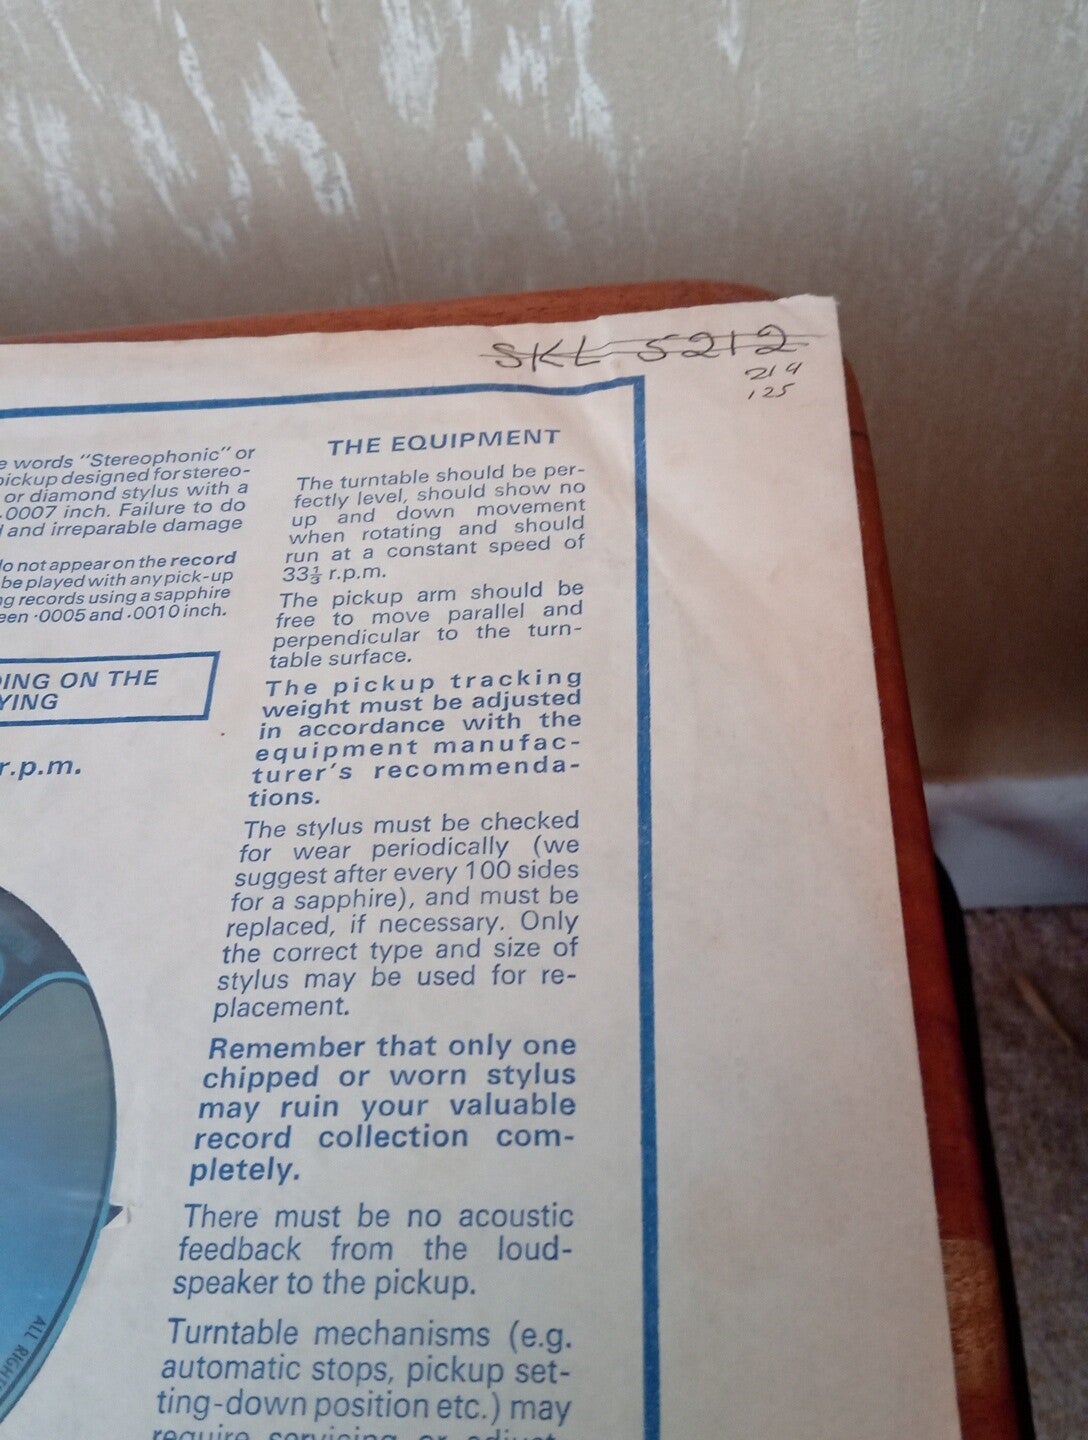 SKL 5212
214
125
e words "Stereophonic" or
pickup designed for stereo-
or diamond stylus with a
.0007 inch. Failure to do
and irreparable damage
do not appear on the record
be played with any pick-up
ng records using a sapphire
een ·0005 and ·0010 inch.
DING ON THE
YING
r.p.m.
THE EQUIPMENT
The turntable should be per-
fectly level, should show no
up and down movement
when rotating and should
run at a constant speed of
33⅓ r.p.m.
The pickup arm should be
free to move parallel and
perpendicular to the turn-
table surface.
The pickup tracking
weight must be adjusted
in accordance with the
equipment manufac-
turer's recommenda-
tions.
The stylus must be checked
for wear periodically (we
suggest after every 100 sides
for a sapphire), and must be
replaced, if necessary. Only
the correct type and size of
stylus may be used for re-
placement.
Remember that only one
chipped or worn stylus
may ruin your valuable
record collection com-
pletely.
There must be no acoustic
feedback from the loud-
speaker to the pickup.
Turntable mechanisms (e.g.
automatic stops, pickup set-
ting-down position etc.) may
require servicing or adjust-
ALL RIGHT